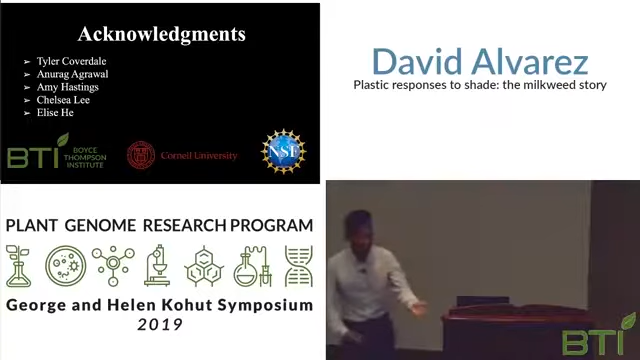 Acknowledgments
➢ Tyler Coverdale
➢ Anurag Agrawal
➢ Amy Hastings
➢ Chelsea Lee
➢ Elise He
BTI BOYCE
THOMPSON
INSTITUTE
Cornell University
NSF
David Alvarez
Plastic responses to shade: the milkweed story
PLANT GENOME RESEARCH PROGRAM
George and Helen Kohut Symposium
2019
BTI